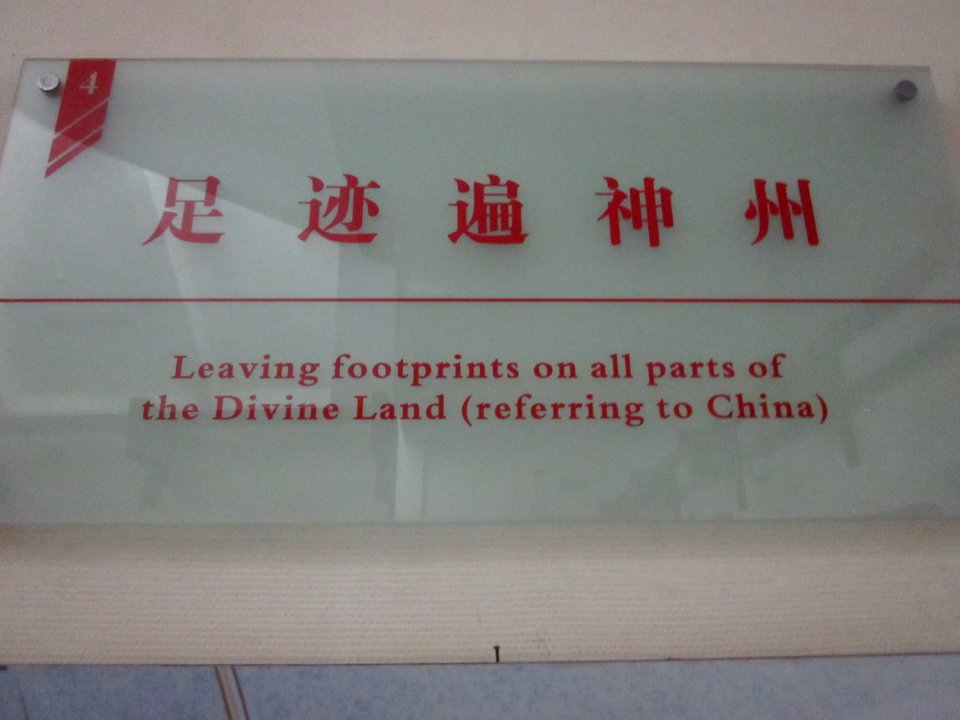 4
足迹遍神州
Leaving footprints on all parts of
the Divine Land (referring to China)